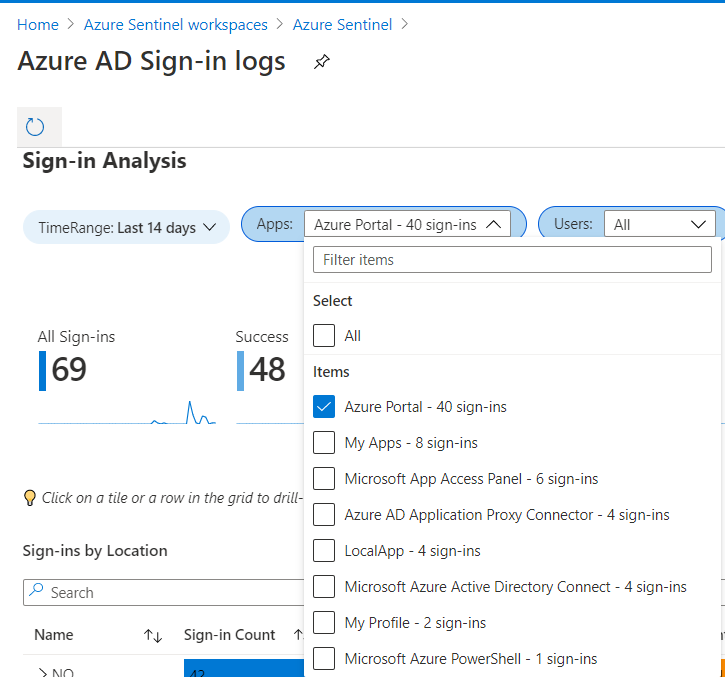 Home > Azure Sentinel workspaces > Azure Sentinel >
Azure AD Sign-in logs
Sign-in Analysis
TimeRange: Last 14 days
Apps: Azure Portal - 40 sign-ins
Users: All
Filter items
Select
All
Items
Azure Portal - 40 sign-ins
My Apps - 8 sign-ins
Microsoft App Access Panel - 6 sign-ins
Azure AD Application Proxy Connector - 4 sign-ins
LocalApp - 4 sign-ins
Microsoft Azure Active Directory Connect - 4 sign-ins
My Profile - 2 sign-ins
Microsoft Azure PowerShell - 1 sign-ins
All Sign-ins
69
Success
48
Click on a tile or a row in the grid to drill-
Sign-ins by Location
Search
Name ↑↓ Sign-in Count ↑
> NO 42